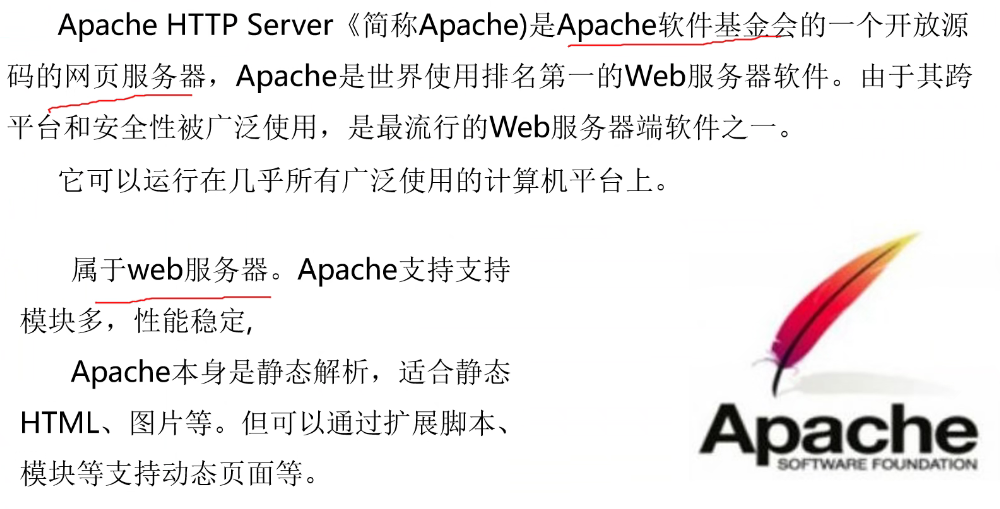 Apache HTTP Server《简称Apache)是Apache软件基金会的一个开放源
码的网页服务器，Apache是世界使用排名第一的Web服务器软件。由于其跨
平台和安全性被广泛使用，是最流行的Web服务器端软件之一。
它可以运行在几乎所有广泛使用的计算机平台上。
属于web服务器。Apache支持支持
模块多，性能稳定,
Apache本身是静态解析，适合静态
HTML、图片等。但可以通过扩展脚本、
模块等支持动态页面等。
Apache
SOFTWARE FOUNDATION